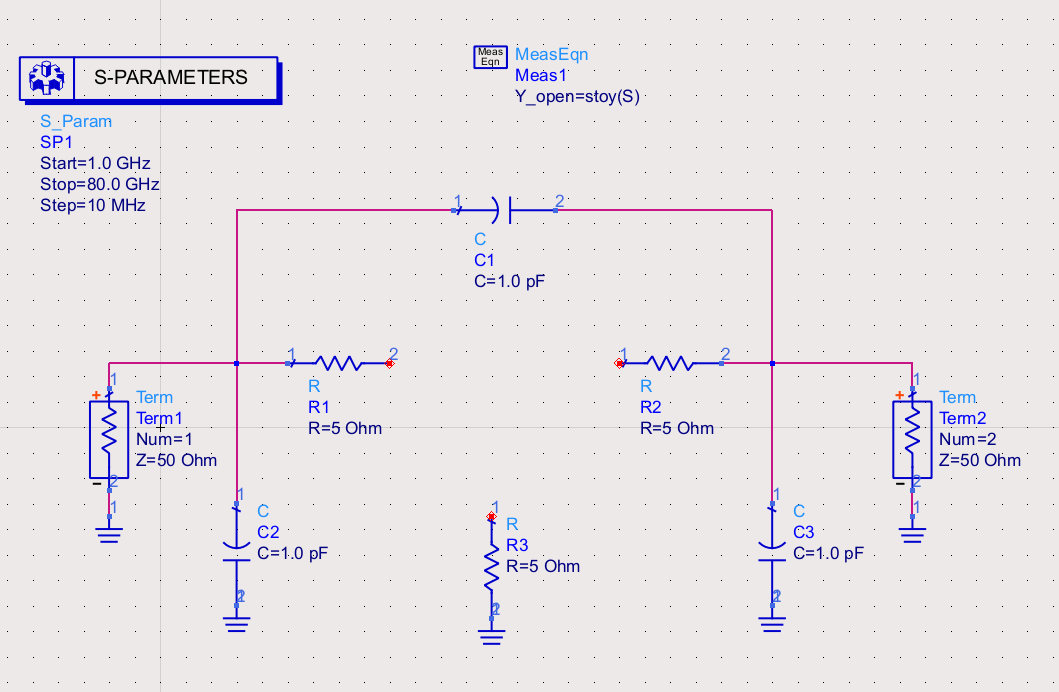 Meas
Eqn
MeasEqn
Meas1
Y_open=stoy(S)
S-PARAMETERS
S_Param
SP1
Start=1.0 GHz
Stop=80.0 GHz
Step=10 MHz
1
2
C
C1
C=1.0 pF
1
2
R
R1
R=5 Ohm
1
2
R
R2
R=5 Ohm
1
+
Term
Term1
Num=1
Z=50 Ohm
-
2
1
1
+
Term
Term2
Num=2
Z=50 Ohm
-
2
1
1
C
C2
C=1.0 pF
1
R
R3
R=5 Ohm
1
C
C3
C=1.0 pF